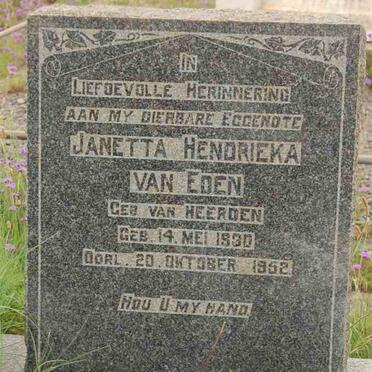 IN
LIEFDEVOLLE HERINNERING
AAN MY DIERBARE EGGENOTE
JANETTA HENDRIEKA
VAN EDEN
GEB VAN HEERDEN
GEB. 14. MEI 1890
OORL. 20. OKTOBER 1952
HOU U MY HAND